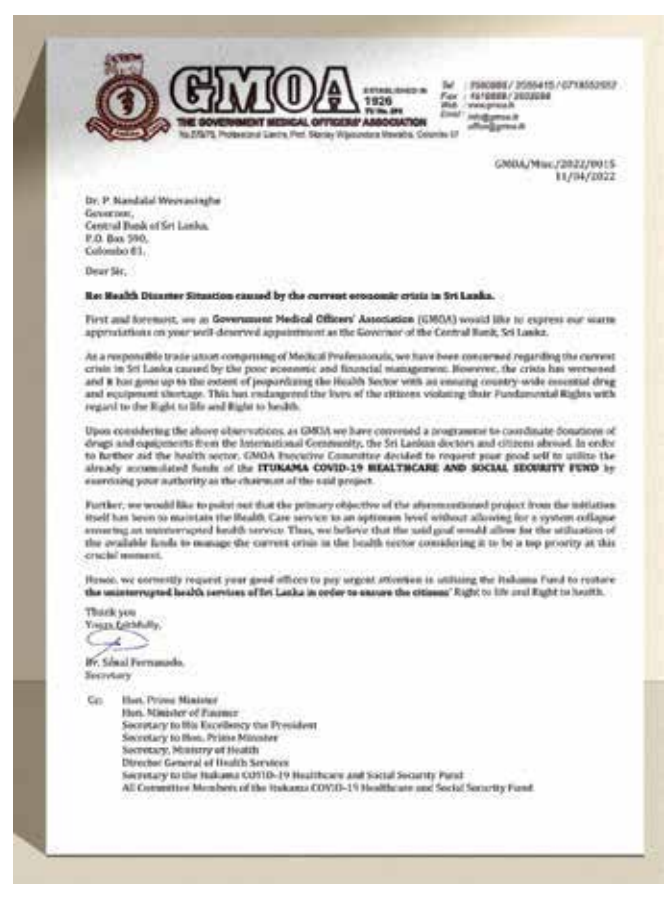 GMOA
ESTABLISHED IN
1926
THE GOVERNMENT MEDICAL OFFICERS' ASSOCIATION
Colombo 07
Tel :
Fax :
Web : www.gmoa.lk
Email : info@gmoa.lk
office@gmoa.lk
GMOA/Misc./2022/0015
11/04/2022
Dr. P. Nandalal Weerasinghe
Governor,
Central Bank of Sri Lanka,
P.O. Box 590,
Colombo 01.
Dear Sir,
Re: Health Disaster Situation caused by the current economic crisis in Sri Lanka.
First and foremost, we as Government Medical Officers' Association (GMOA) would like to express our warm
appreciations on your well-deserved appointment as the Governor of the Central Bank, Sri Lanka.
As a responsible trade union comprising of Medical Professionals, we have been concerned regarding the current
crisis in Sri Lanka caused by the poor economic and financial management. However, the crisis has worsened
and it has gone up to the extent of jeopardizing the Health Sector with an ensuing country-wide essential drug
and equipment shortage. This has endangered the lives of the citizens violating their Fundamental Rights with
regard to the Right to life and Right to health.
Upon considering the above observations, as GMOA we have convened a programme to coordinate donations of
drugs and equipments from the International Community, the Sri Lankan doctors and citizens abroad. In order
to further aid the health sector, GMOA Executive Committee decided to request your good self to utilize the
already accumulated funds of the ITUKAMA COVID-19 HEALTHCARE AND SOCIAL SECURITY FUND by
exercising your authority as the chairman of the said project.
Further, we would like to point out that the primary objective of the aforementioned project from the initiation
itself has been to maintain the Health Care service to an optimum level without allowing for a system collapse
ensuring an uninterrupted health service. Thus, we believe that the said goal would allow for the utilization of
the available funds to manage the current crisis in the health sector considering it to be a top priority at this
crucial moment.
Hence, we earnestly request your good offices to pay urgent attention in utilizing the Itukama Fund to restore
the uninterrupted health services of Sri Lanka in order to ensure the citizens' Right to life and Right to health.
Thank you
Yours faithfully,
Dr. Fernando,
Secretary
Cc: Hon. Prime Minister
Hon. Minister of Finance
Secretary to His Excellency the President
Secretary to Hon. Prime Minister
Secretary, Ministry of Health
Director General of Health Services
Secretary to the Itukama COVID-19 Healthcare and Social Security Fund
All Committee Members of the Itukama COVID-19 Healthcare and Social Security Fund